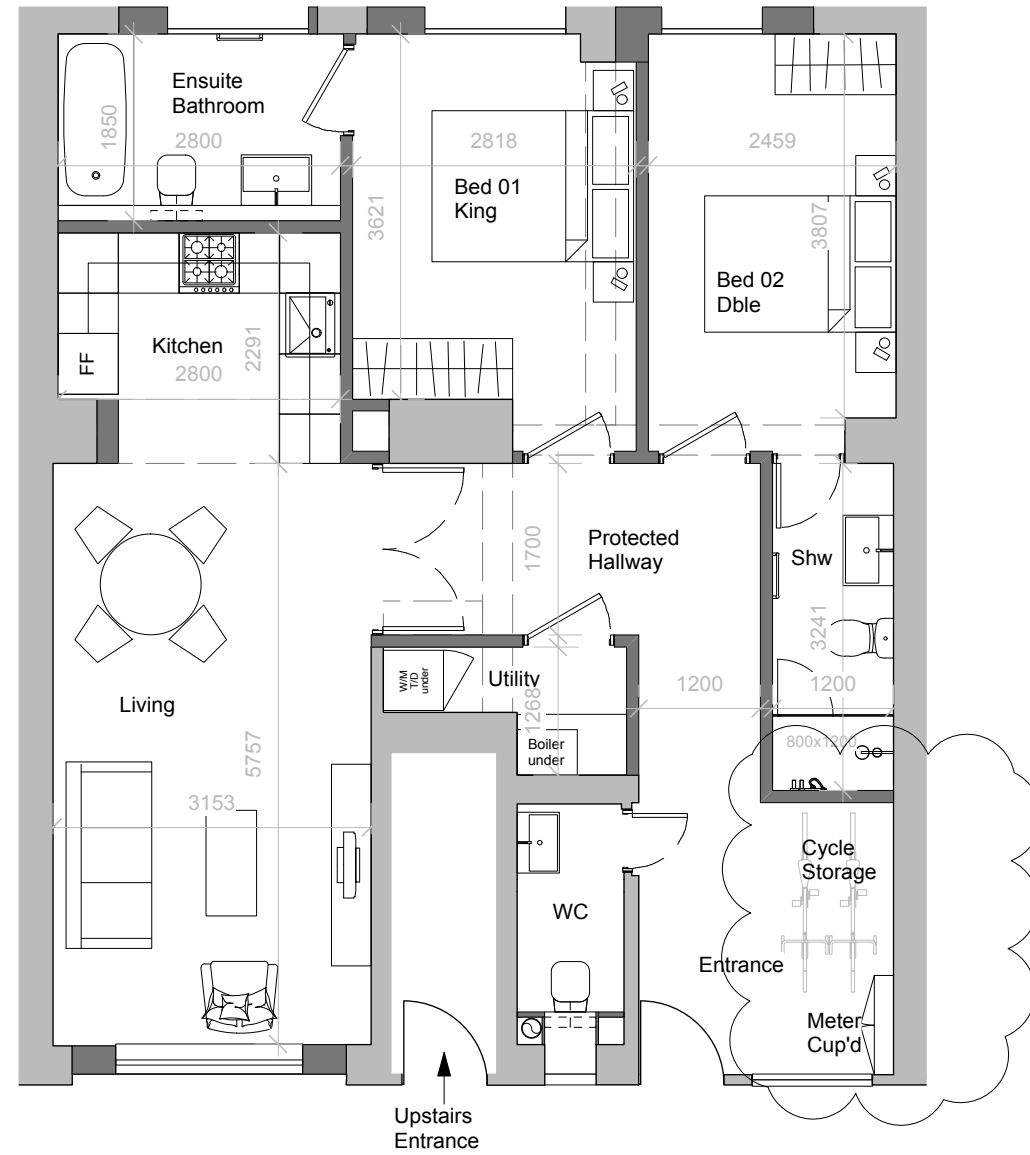 Ensuite
Bathroom
1850
2800
2818
2459
Bed 01
King
3621
3807
Bed 02
Dble
Kitchen
2291
2800
FF
Protected
Hallway
1700
Shw
3241
Living
W/M
T/D
under
Utility
1268
1200
1200
Boiler
under
800x1200
5757
3153
Cycle
Storage
WC
Entrance
Meter
Cup'd
Upstairs
Entrance